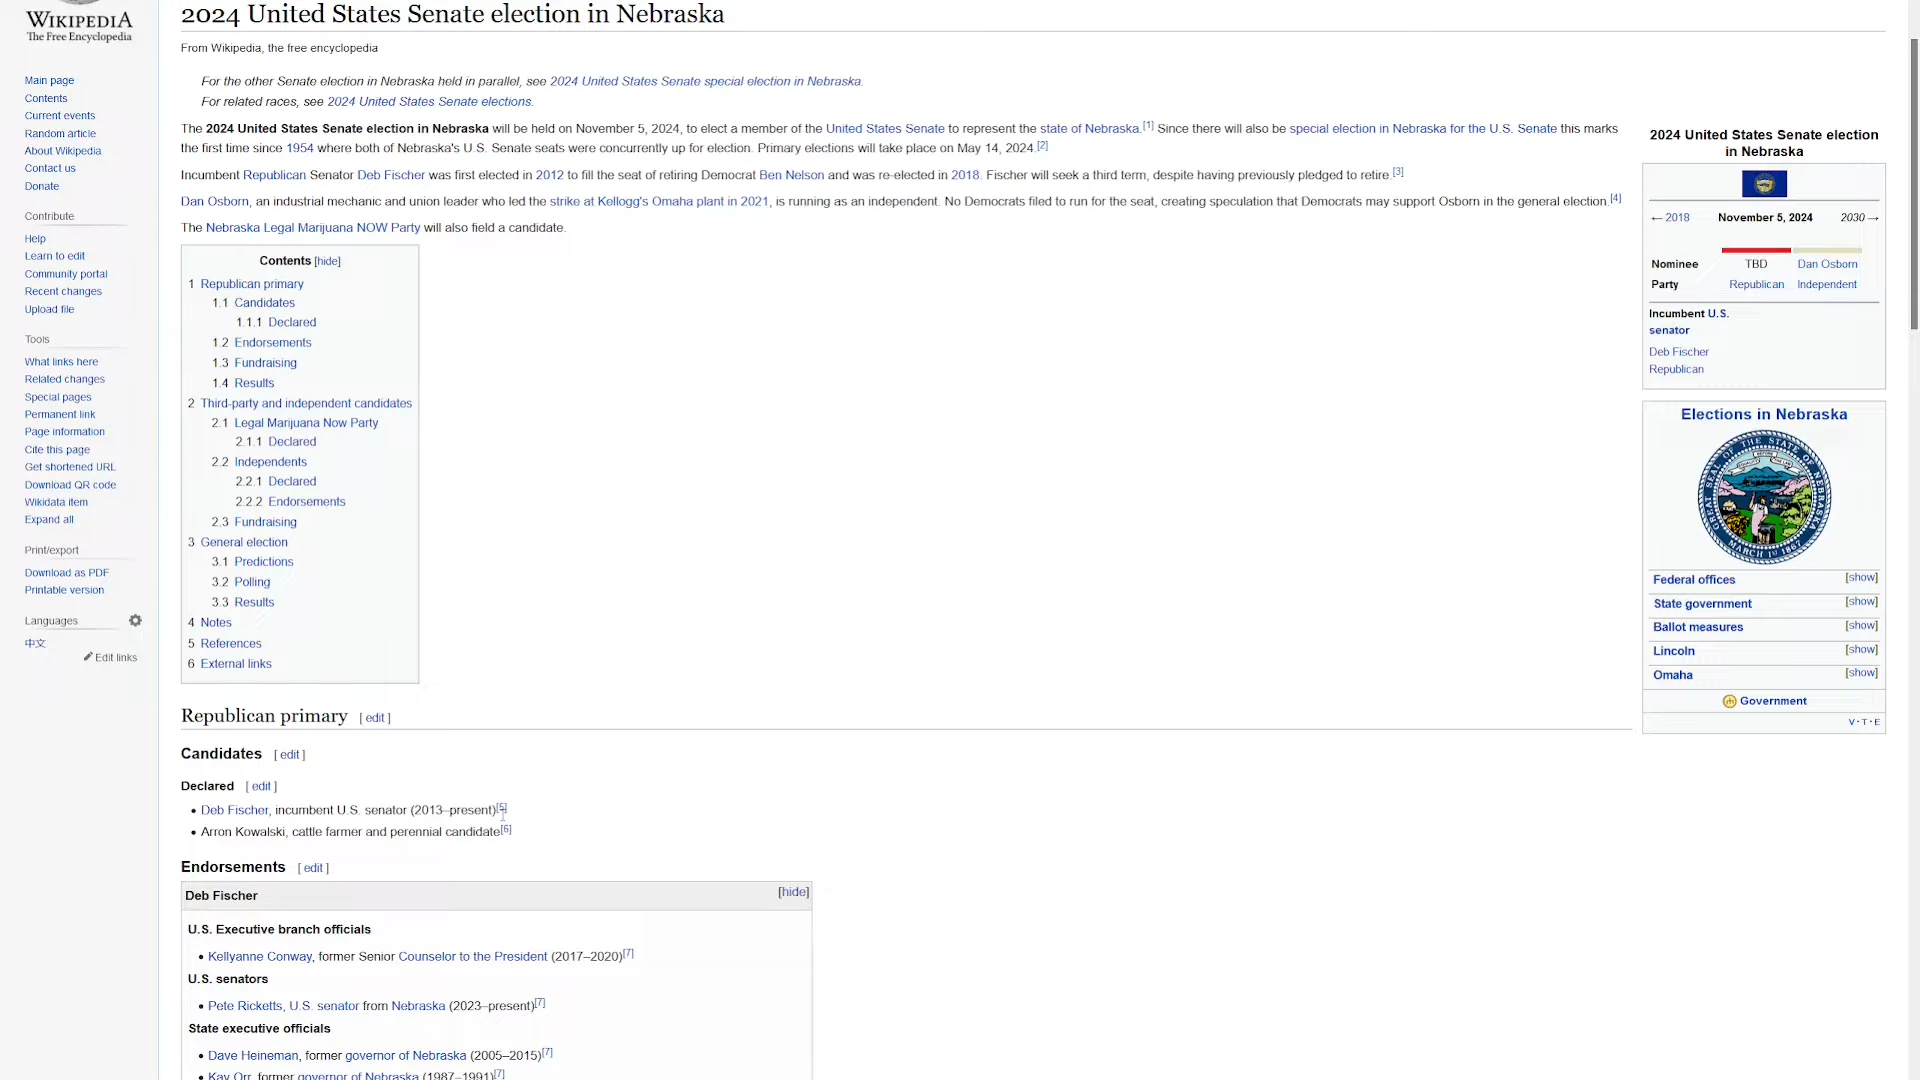 WIKIPEDIA
The Free Encyclopedia
Main page
Contents
Current events
Random article
About Wikipedia
Contact us
Donate
Contribute
Help
Learn to edit
Community portal
Recent changes
Upload file
Tools
What links here
Related changes
Special pages
Permanent link
Page information
Cite this page
Get shortened URL
Download QR code
Wikidata item
Expand all
Print/export
Download as PDF
Printable version
Languages
中文
Edit links
2024 United States Senate election in Nebraska
From Wikipedia, the free encyclopedia
For the other Senate election in Nebraska held in parallel, see 2024 United States Senate special election in Nebraska.
For related races, see 2024 United States Senate elections.
The 2024 United States Senate election in Nebraska will be held on November 5, 2024, to elect a member of the United States Senate to represent the state of Nebraska.[1] Since there will also be special election in Nebraska for the U.S. Senate this marks
the first time since 1954 where both of Nebraska's U.S. Senate seats were concurrently up for election. Primary elections will take place on May 14, 2024.[2]
Incumbent Republican Senator Deb Fischer was first elected in 2012 to fill the seat of retiring Democrat Ben Nelson and was re-elected in 2018. Fischer will seek a third term, despite having previously pledged to retire.[3]
Dan Osborn, an industrial mechanic and union leader who led the strike at Kellogg's Omaha plant in 2021, is running as an independent. No Democrats filed to run for the seat, creating speculation that Democrats may support Osborn in the general election.[4]
The Nebraska Legal Marijuana NOW Party will also field a candidate.
Contents [hide]
1 Republican primary
1.1 Candidates
1.1.1 Declared
1.2 Endorsements
1.3 Fundraising
1.4 Results
2 Third-party and independent candidates
2.1 Legal Marijuana Now Party
2.1.1 Declared
2.2 Independents
2.2.1 Declared
2.2.2 Endorsements
2.3 Fundraising
3 General election
3.1 Predictions
3.2 Polling
3.3 Results
4 Notes
5 References
6 External links
Republican primary [ edit ]
Candidates [ edit ]
Declared [ edit ]
• Deb Fischer, incumbent U.S. senator (2013–present)[5]
• Arron Kowalski, cattle farmer and perennial candidate[6]
Endorsements [ edit ]
Deb Fischer [hide]
U.S. Executive branch officials
• Kellyanne Conway, former Senior Counselor to the President (2017–2020)[7]
U.S. senators
• Pete Ricketts, U.S. senator from Nebraska (2023–present)[7]
State executive officials
• Dave Heineman, former governor of Nebraska (2005–2015)[7]
• Kay Orr, former governor of Nebraska (1987–1991)[7]
2024 United States Senate election
in Nebraska
← 2018 November 5, 2024 2030 →
Nominee TBD Dan Osborn
Party Republican Independent
Incumbent U.S.
senator
Deb Fischer
Republican
Elections in Nebraska
GREAT SEAL OF THE STATE OF NEBRASKA
MARCH 1ST 1867
Federal offices [show]
State government [show]
Ballot measures [show]
Lincoln [show]
Omaha [show]
Government
V · T · E